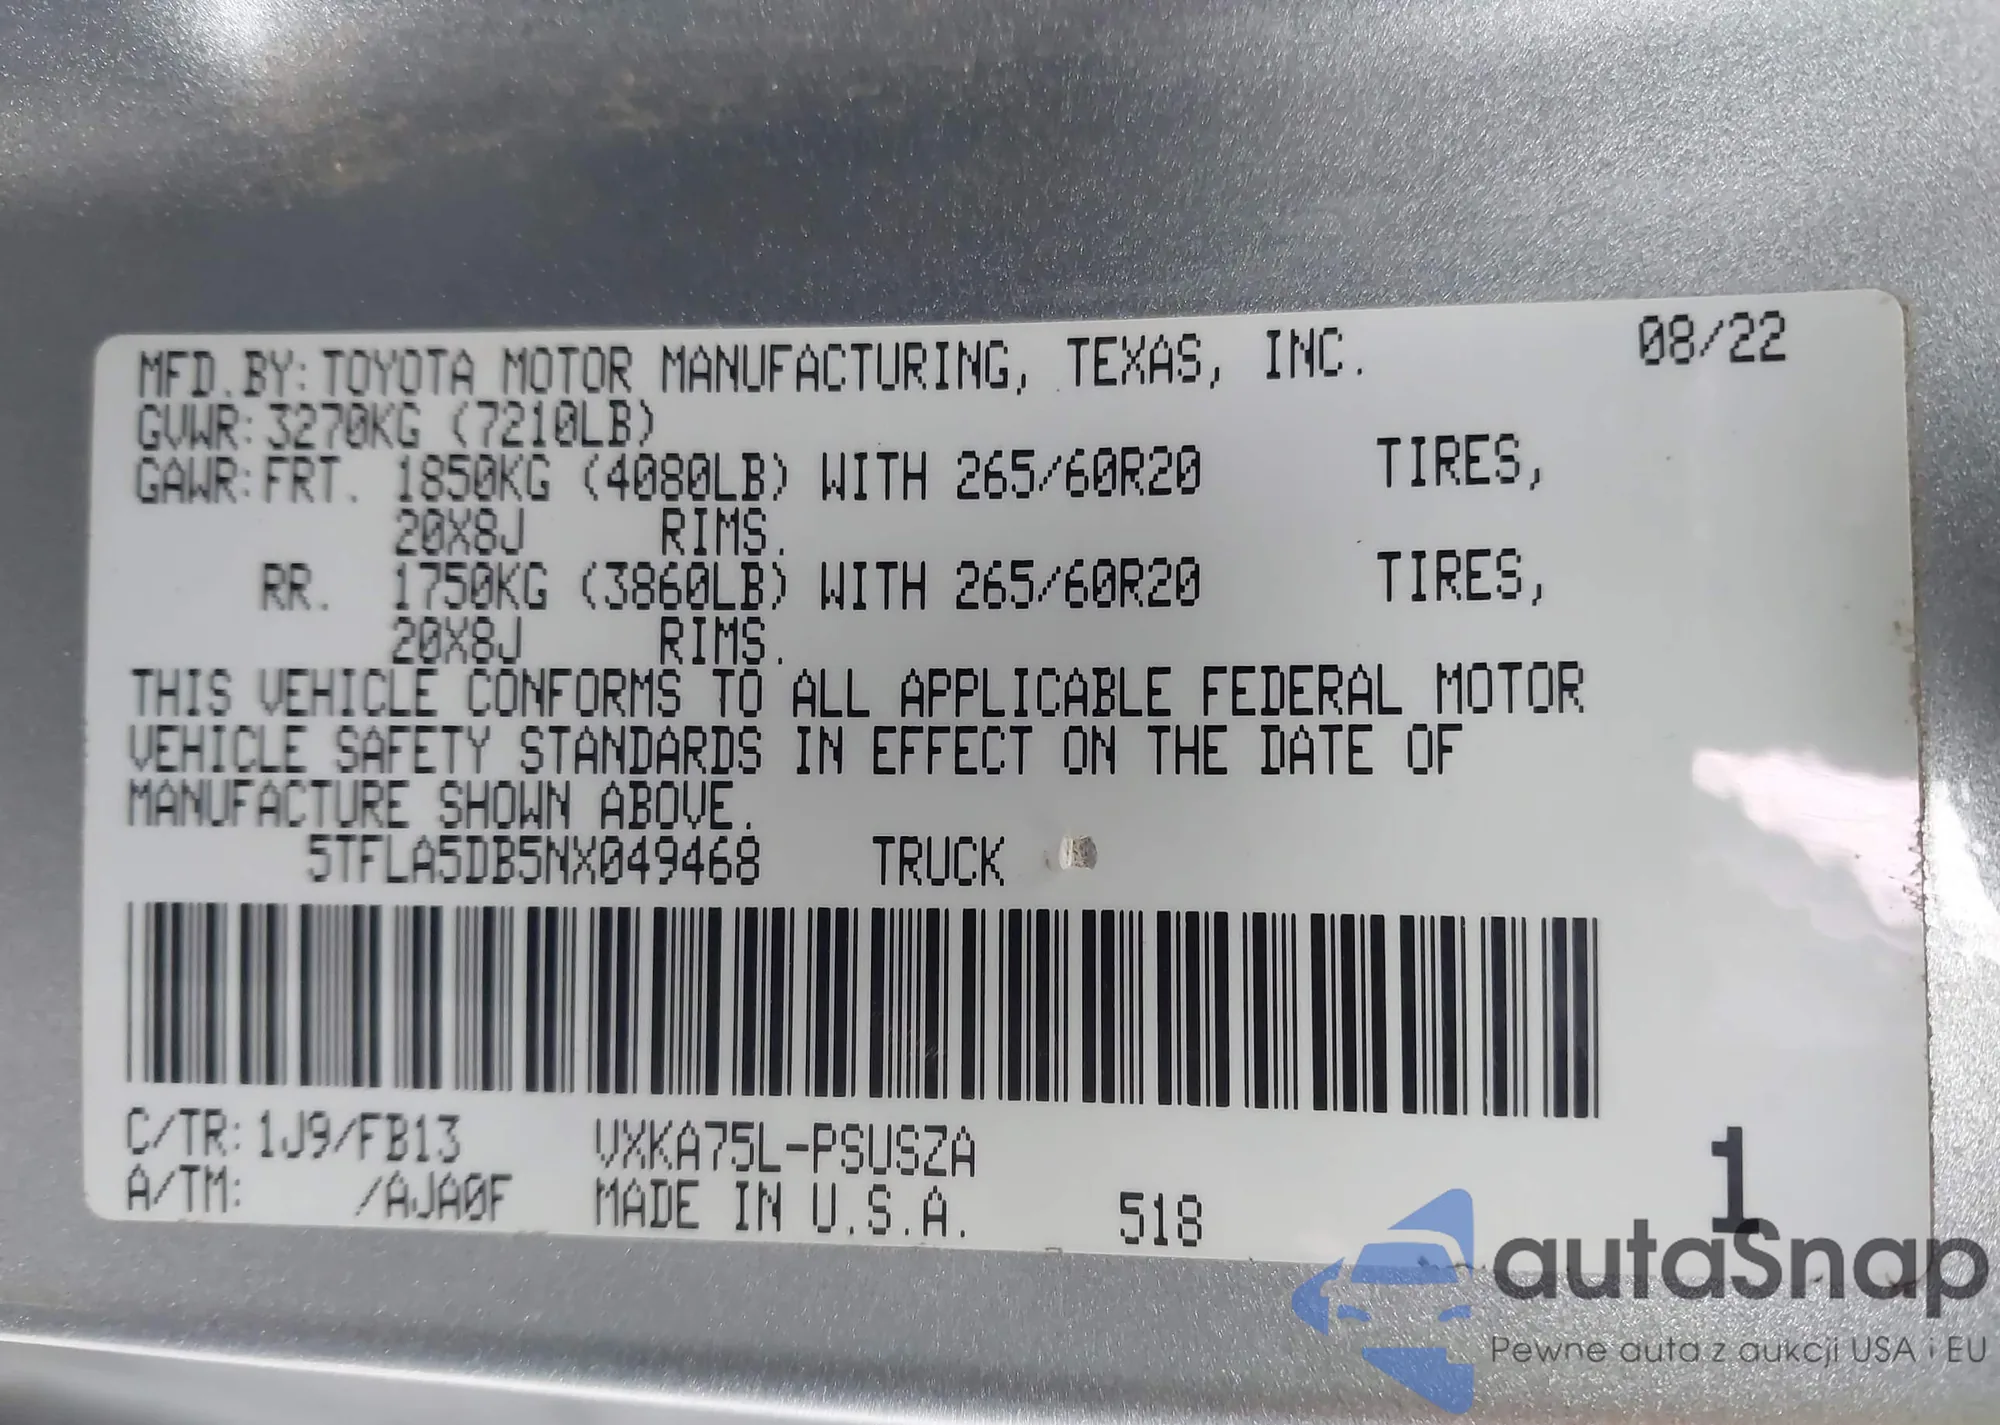 MFD.BY:TOYOTA MOTOR MANUFACTURING, TEXAS, INC. 08/22
GVWR:3270KG (7210LB)
GAWR:FRT. 1850KG (4080LB) WITH 265/60R20 TIRES,
20X8J RIMS.
RR. 1750KG (3860LB) WITH 265/60R20 TIRES,
20X8J RIMS.
THIS VEHICLE CONFORMS TO ALL APPLICABLE FEDERAL MOTOR
VEHICLE SAFETY STANDARDS IN EFFECT ON THE DATE OF
MANUFACTURE SHOWN ABOVE.
5TFLA5DB5NX049468 TRUCK
C/TR:1J9/FB13 VXKA75L-PSUSZA
A/TM: /AJA0F MADE IN U.S.A. 518
1
autaSnap
Pewne auta z aukcji USA i EU